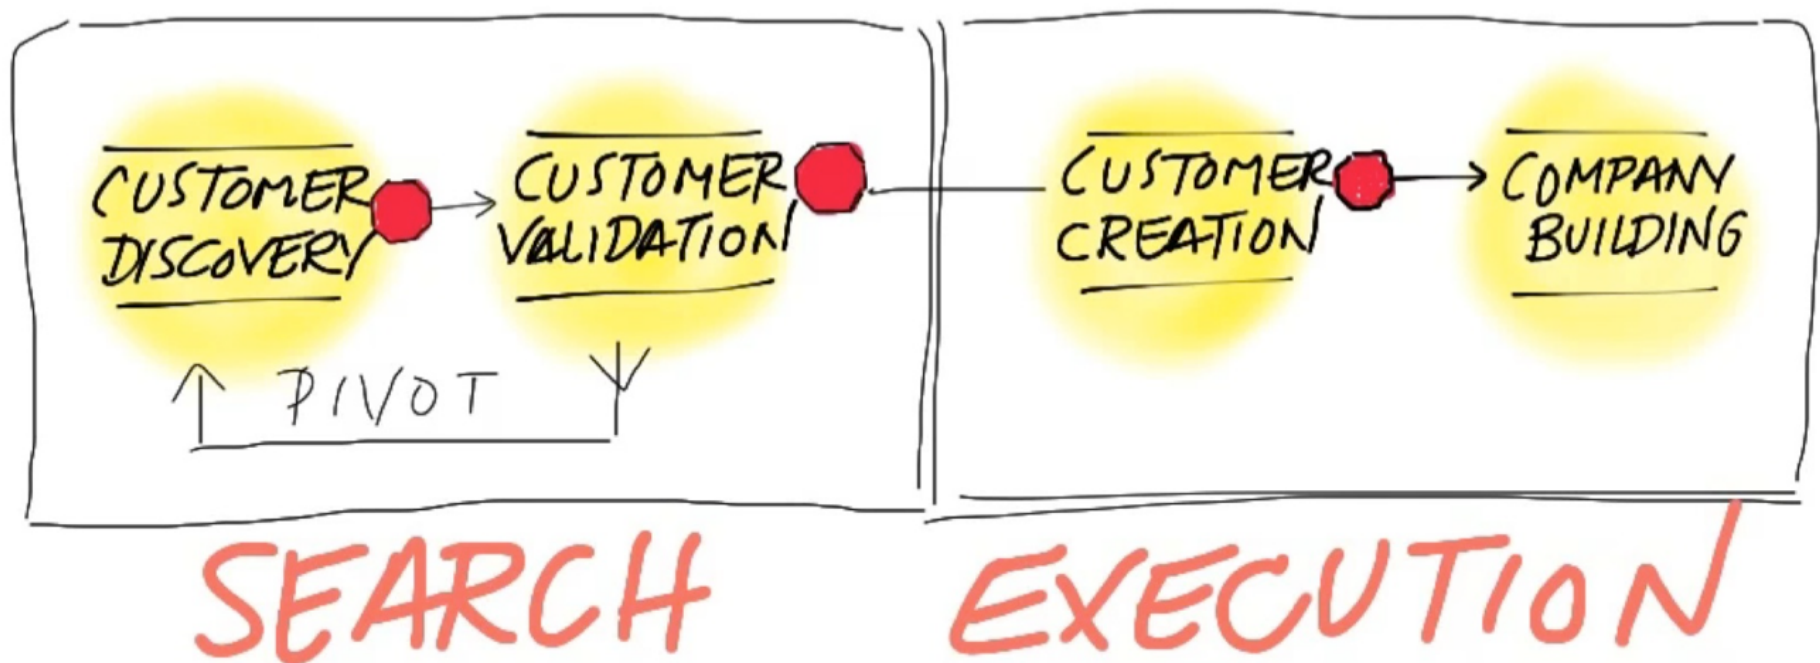 CUSTOMER
DISCOVERY
CUSTOMER
VALIDATION
CUSTOMER
CREATION
COMPANY
BUILDING
PIVOT
SEARCH
EXECUTION